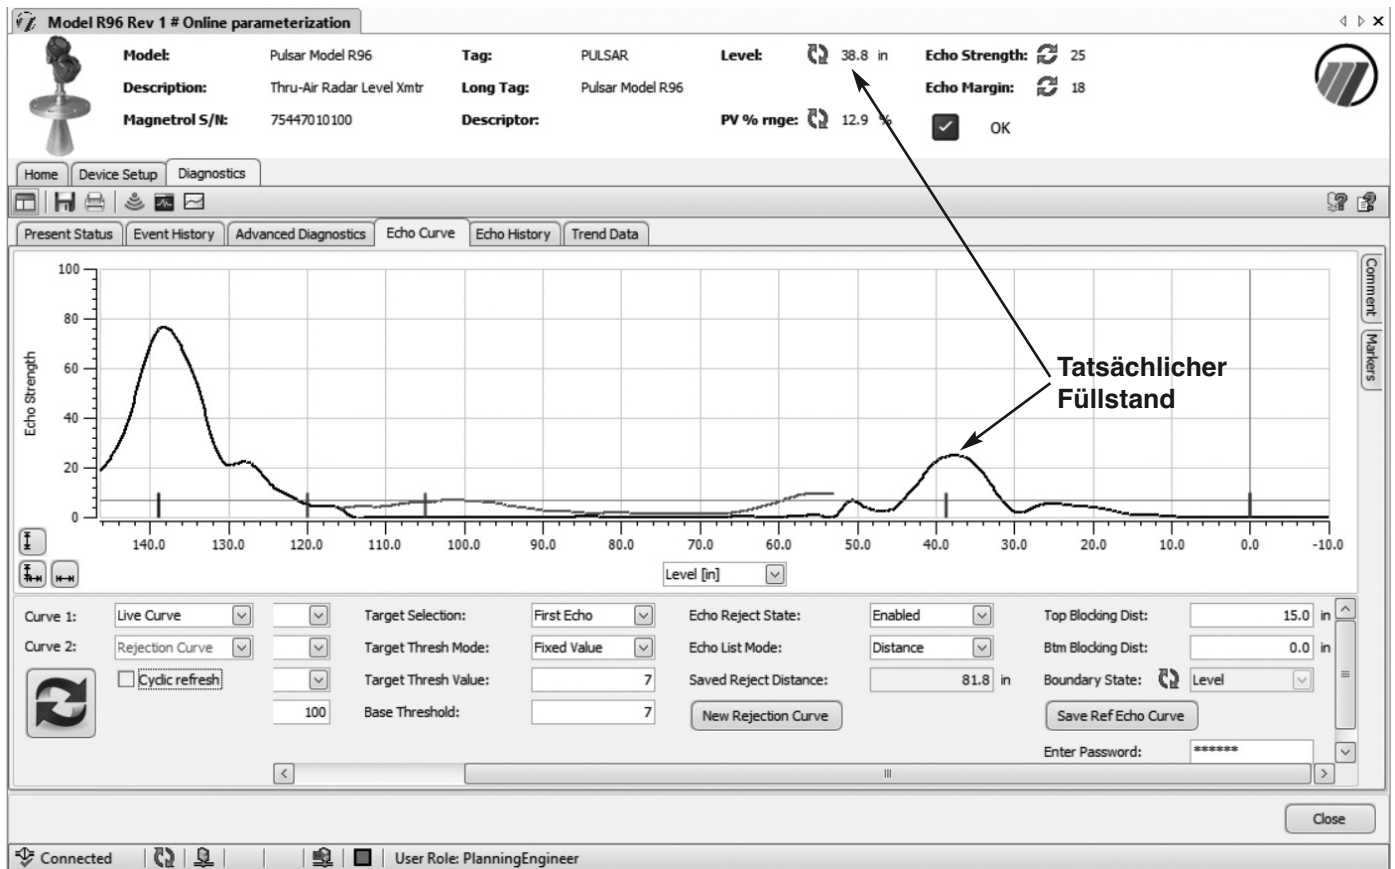 Model R96 Rev 1 # Online parameterization
Model: Pulsar Model R96 Tag: PULSAR Level: 38.8 in Echo Strength: 25
Description: Thru-Air Radar Level Xmtr Long Tag: Pulsar Model R96 Echo Margin: 18
Magnetrol S/N: 75447010100 Descriptor: PV % rnge: 12.9 % OK
Home Device Setup Diagnostics
Present Status Event History Advanced Diagnostics Echo Curve Echo History Trend Data
Comment
Markers
Echo Strength
100
80
60
40
20
0
Tatsächlicher
Füllstand
140.0 130.0 120.0 110.0 100.0 90.0 80.0 70.0 60.0 50.0 40.0 30.0 20.0 10.0 0.0 -10.0
Level [in]
Curve 1: Live Curve Target Selection: First Echo Echo Reject State: Enabled Top Blocking Dist: 15.0 in
Curve 2: Rejection Curve Target Thresh Mode: Fixed Value Echo List Mode: Distance Btm Blocking Dist: 0.0 in
Cyclic refresh Target Thresh Value: 7 Saved Reject Distance: 81.8 in Boundary State: Level
100 Base Threshold: 7 New Rejection Curve Save Ref Echo Curve
Enter Password: ******
Close
Connected User Role: PlanningEngineer